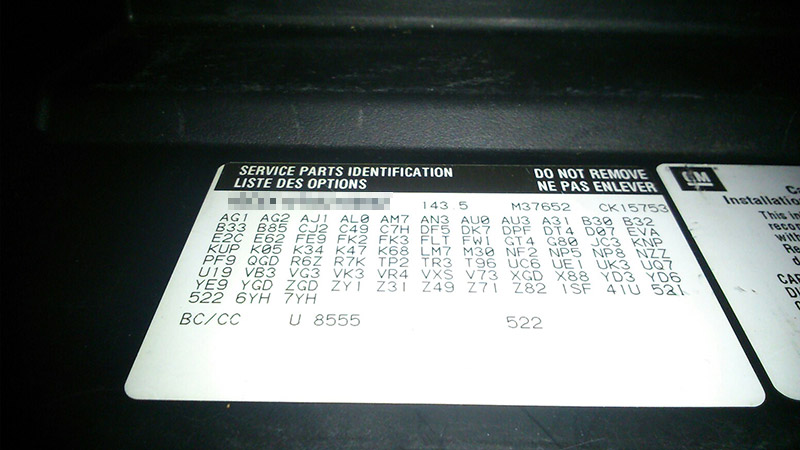 SERVICE PARTS IDENTIFICATION DO NOT REMOVE
LISTE DES OPTIONS NE PAS ENLEVER
143.5 M37652 CK15753
AG1 AG2 AJ1 AL0 AM7 AN3 AU0 AU3 A31 B30 B32
B33 B85 CJ2 C49 C7H DF5 DK7 DPF DT4 D07 EVA
E2C E62 FE9 FK2 FK3 FLT FW1 GT4 G80 JC3 KNP
KUP K05 K34 K47 K68 LM7 M30 NF2 NP5 NP8 NZZ
PF9 QGD R6Z R7K TP2 TR3 T96 UC6 UE1 UK3 UQ7
U19 VB3 VG3 VK3 VR4 VXS V73 XGD X88 YD3 YD6
YE9 YGD ZGD ZY1 Z31 Z49 Z71 Z82 1SF 41U 52I
522 6YH 7YH
BC/CC U 8555 522
GM
Installation
This